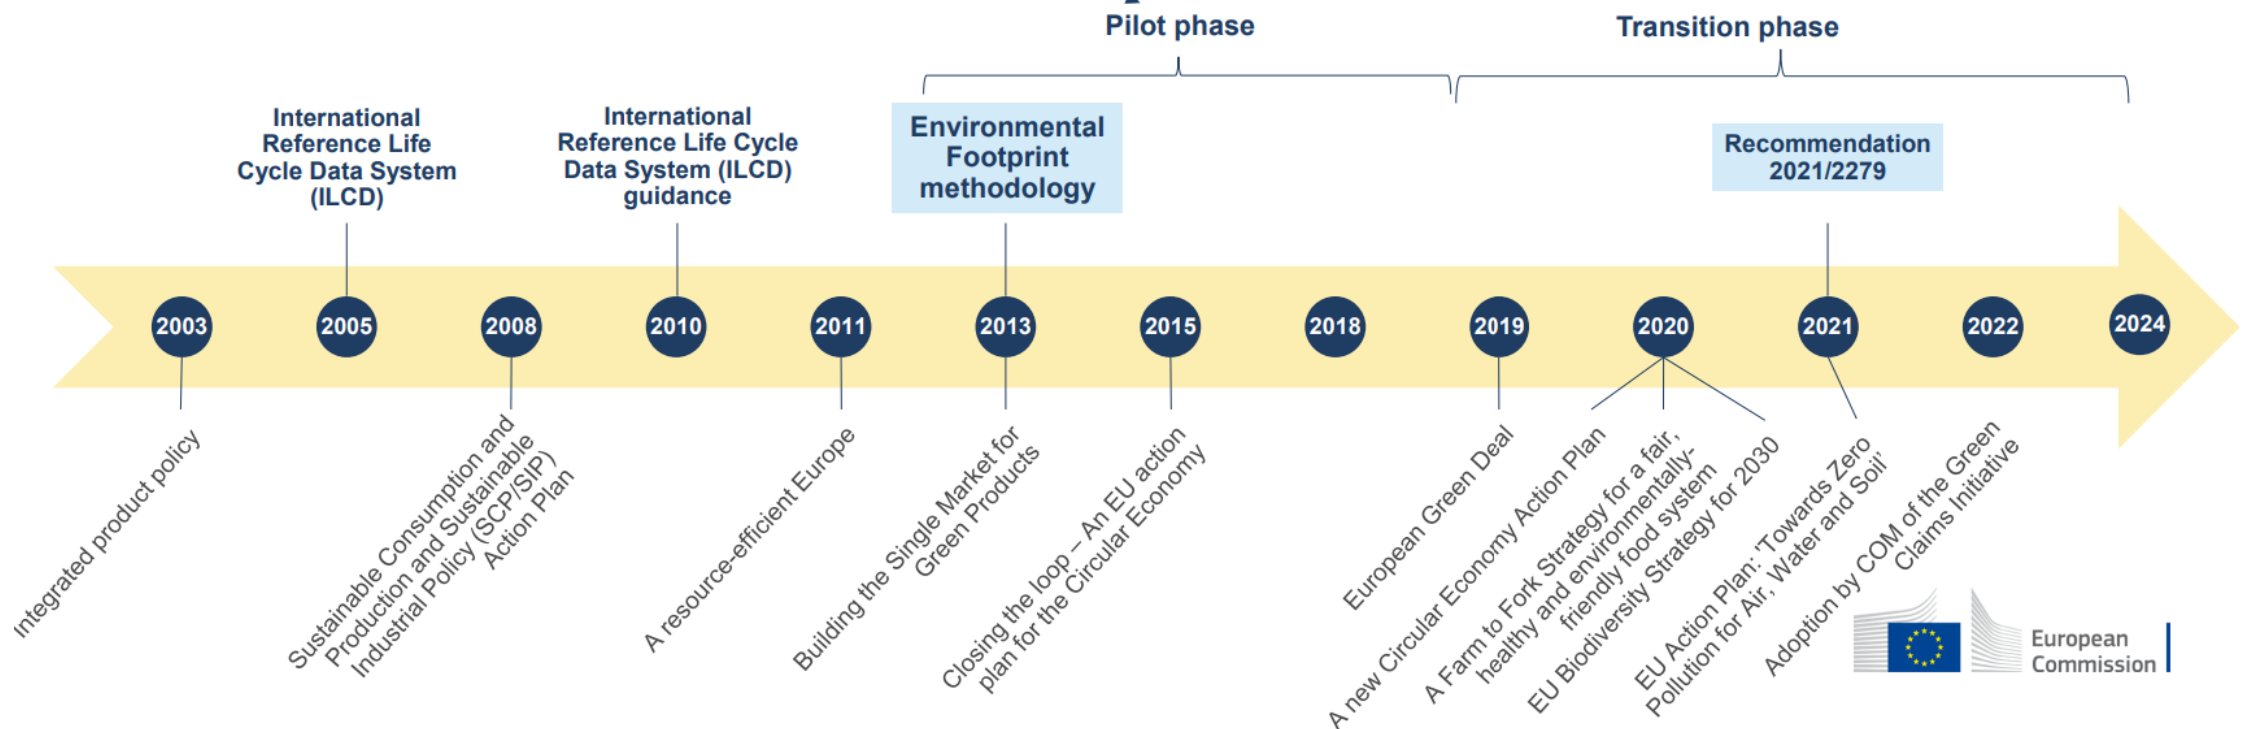 Pilot phase
Transition phase
International
Reference Life
Cycle Data System
(ILCD)
International
Reference Life Cycle
Data System (ILCD)
guidance
Environmental
Footprint
methodology
Recommendation
2021/2279
2003
2005
2008
2010
2011
2013
2015
2018
2019
2020
2021
2022
2024
Integrated product policy
Sustainable Consumption and
Production and Sustainable
Industrial Policy (SCP/SIP)
Action Plan
A resource-efficient Europe
Building the Single Market for
Green Products
Closing the loop – An EU action
plan for the Circular Economy
European Green Deal
A new Circular Economy Action Plan
A Farm to Fork Strategy for a fair,
healthy and environmentally-
friendly food system
EU Biodiversity Strategy for 2030
EU Action Plan: 'Towards Zero
Pollution for Air, Water and Soil'
Adoption by COM of the Green
Claims Initiative
European
Commission